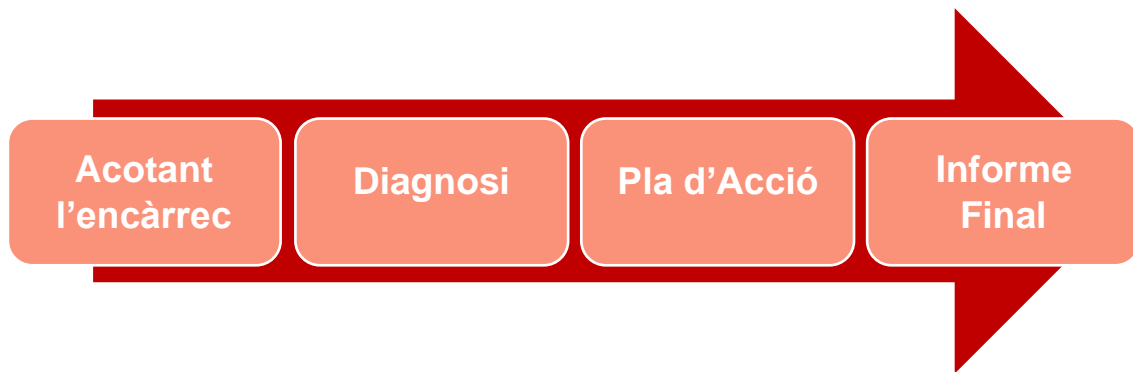 Acotant
l’encàrrec
Diagnosi
Pla d’Acció
Informe
Final